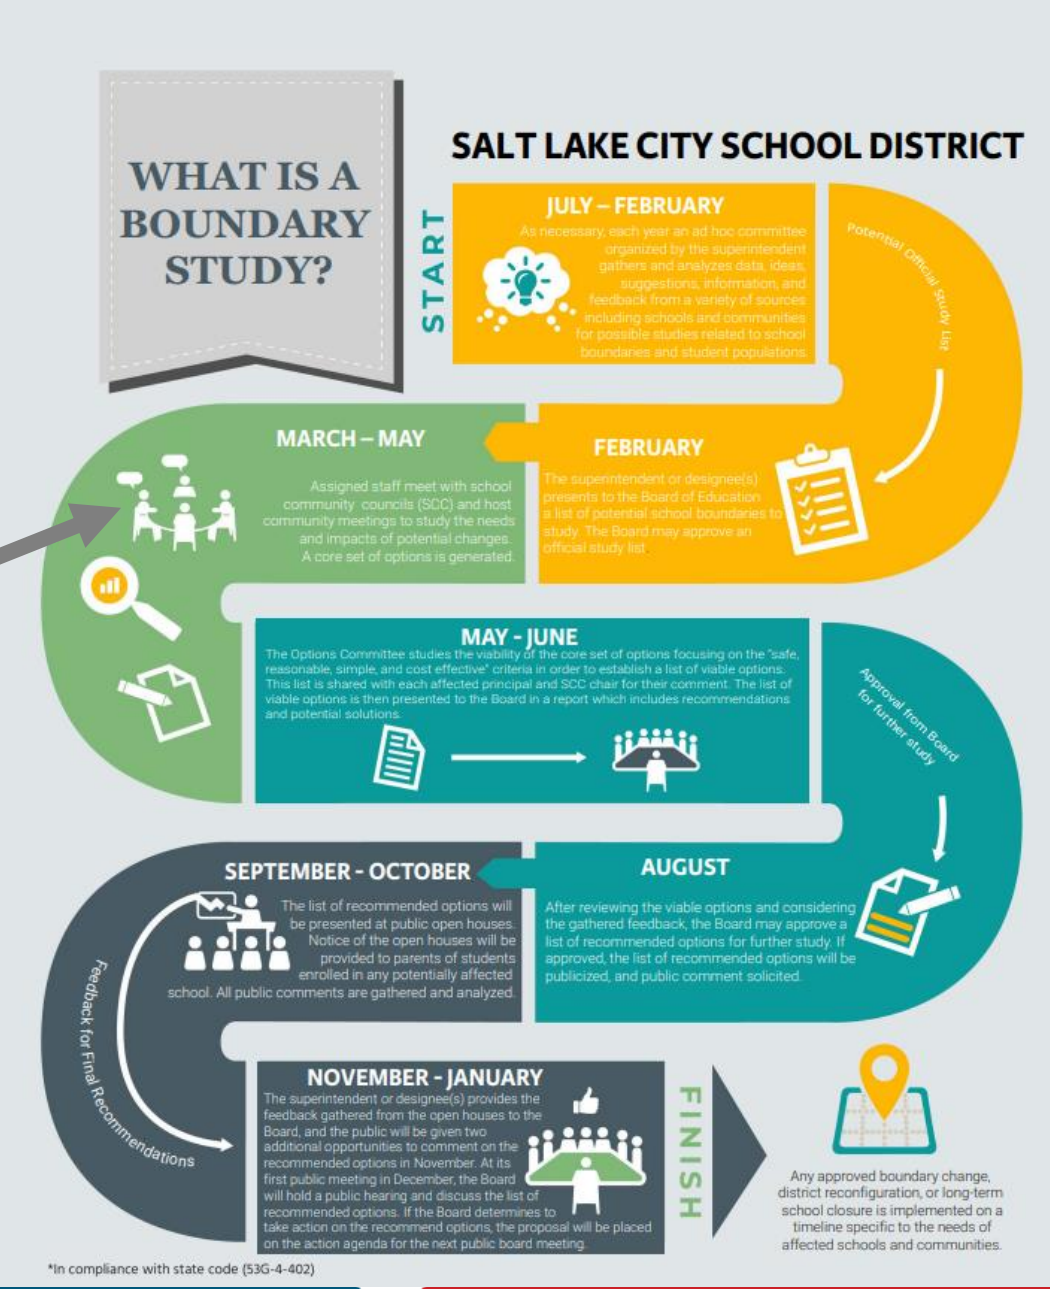 WHAT IS A
BOUNDARY
STUDY?
SALT LAKE CITY SCHOOL DISTRICT
START
JULY – FEBRUARY
As necessary, each year an ad hoc committee
organized by the superintendent
gathers and analyzes data, ideas,
suggestions, information, and
feedback from a variety of sources
including schools and communities
for possible studies related to school
boundaries and student populations
Potential Official Study List
FEBRUARY
The superintendent or designee(s)
presents to the Board of Education
a list of potential school boundaries to
study. The Board may approve an
official study list.
MARCH – MAY
Assigned staff meet with school
community councils (SCC) and host
community meetings to study the needs
and impacts of potential changes.
A core set of options is generated.
MAY - JUNE
The Options Committee studies the viability of the core set of options focusing on the "safe,
reasonable, simple, and cost effective" criteria in order to establish a list of viable options.
This list is shared with each affected principal and SCC chair for their comment. The list of
viable options is then presented to the Board in a report which includes recommendations
and potential solutions.
Approval from Board
for further study
AUGUST
After reviewing the viable options and considering
the gathered feedback, the Board may approve a
list of recommended options for further study. If
approved, the list of recommended options will be
publicized, and public comment solicited.
SEPTEMBER - OCTOBER
The list of recommended options will
be presented at public open houses.
Notice of the open houses will be
provided to parents of students
enrolled in any potentially affected
school. All public comments are gathered and analyzed.
Feedback for Final Recommendations
NOVEMBER - JANUARY
The superintendent or designee(s) provides the
feedback gathered from the open houses to the
Board, and the public will be given two
additional opportunities to comment on the
recommended options in November. At its
first public meeting in December, the Board
will hold a public hearing and discuss the list of
recommended options. If the Board determines to
take action on the recommend options, the proposal will be placed
on the action agenda for the next public board meeting.
FINISH
Any approved boundary change,
district reconfiguration, or long-term
school closure is implemented on a
timeline specific to the needs of
affected schools and communities.
*In compliance with state code (53G-4-402)